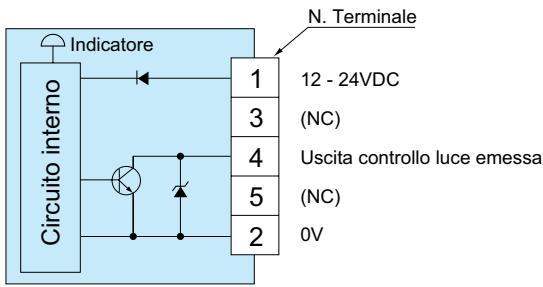 N. Terminale
Indicatore
Circuito interno
1 12 - 24VDC
3 (NC)
4 Uscita controllo luce emessa
5 (NC)
2 0V